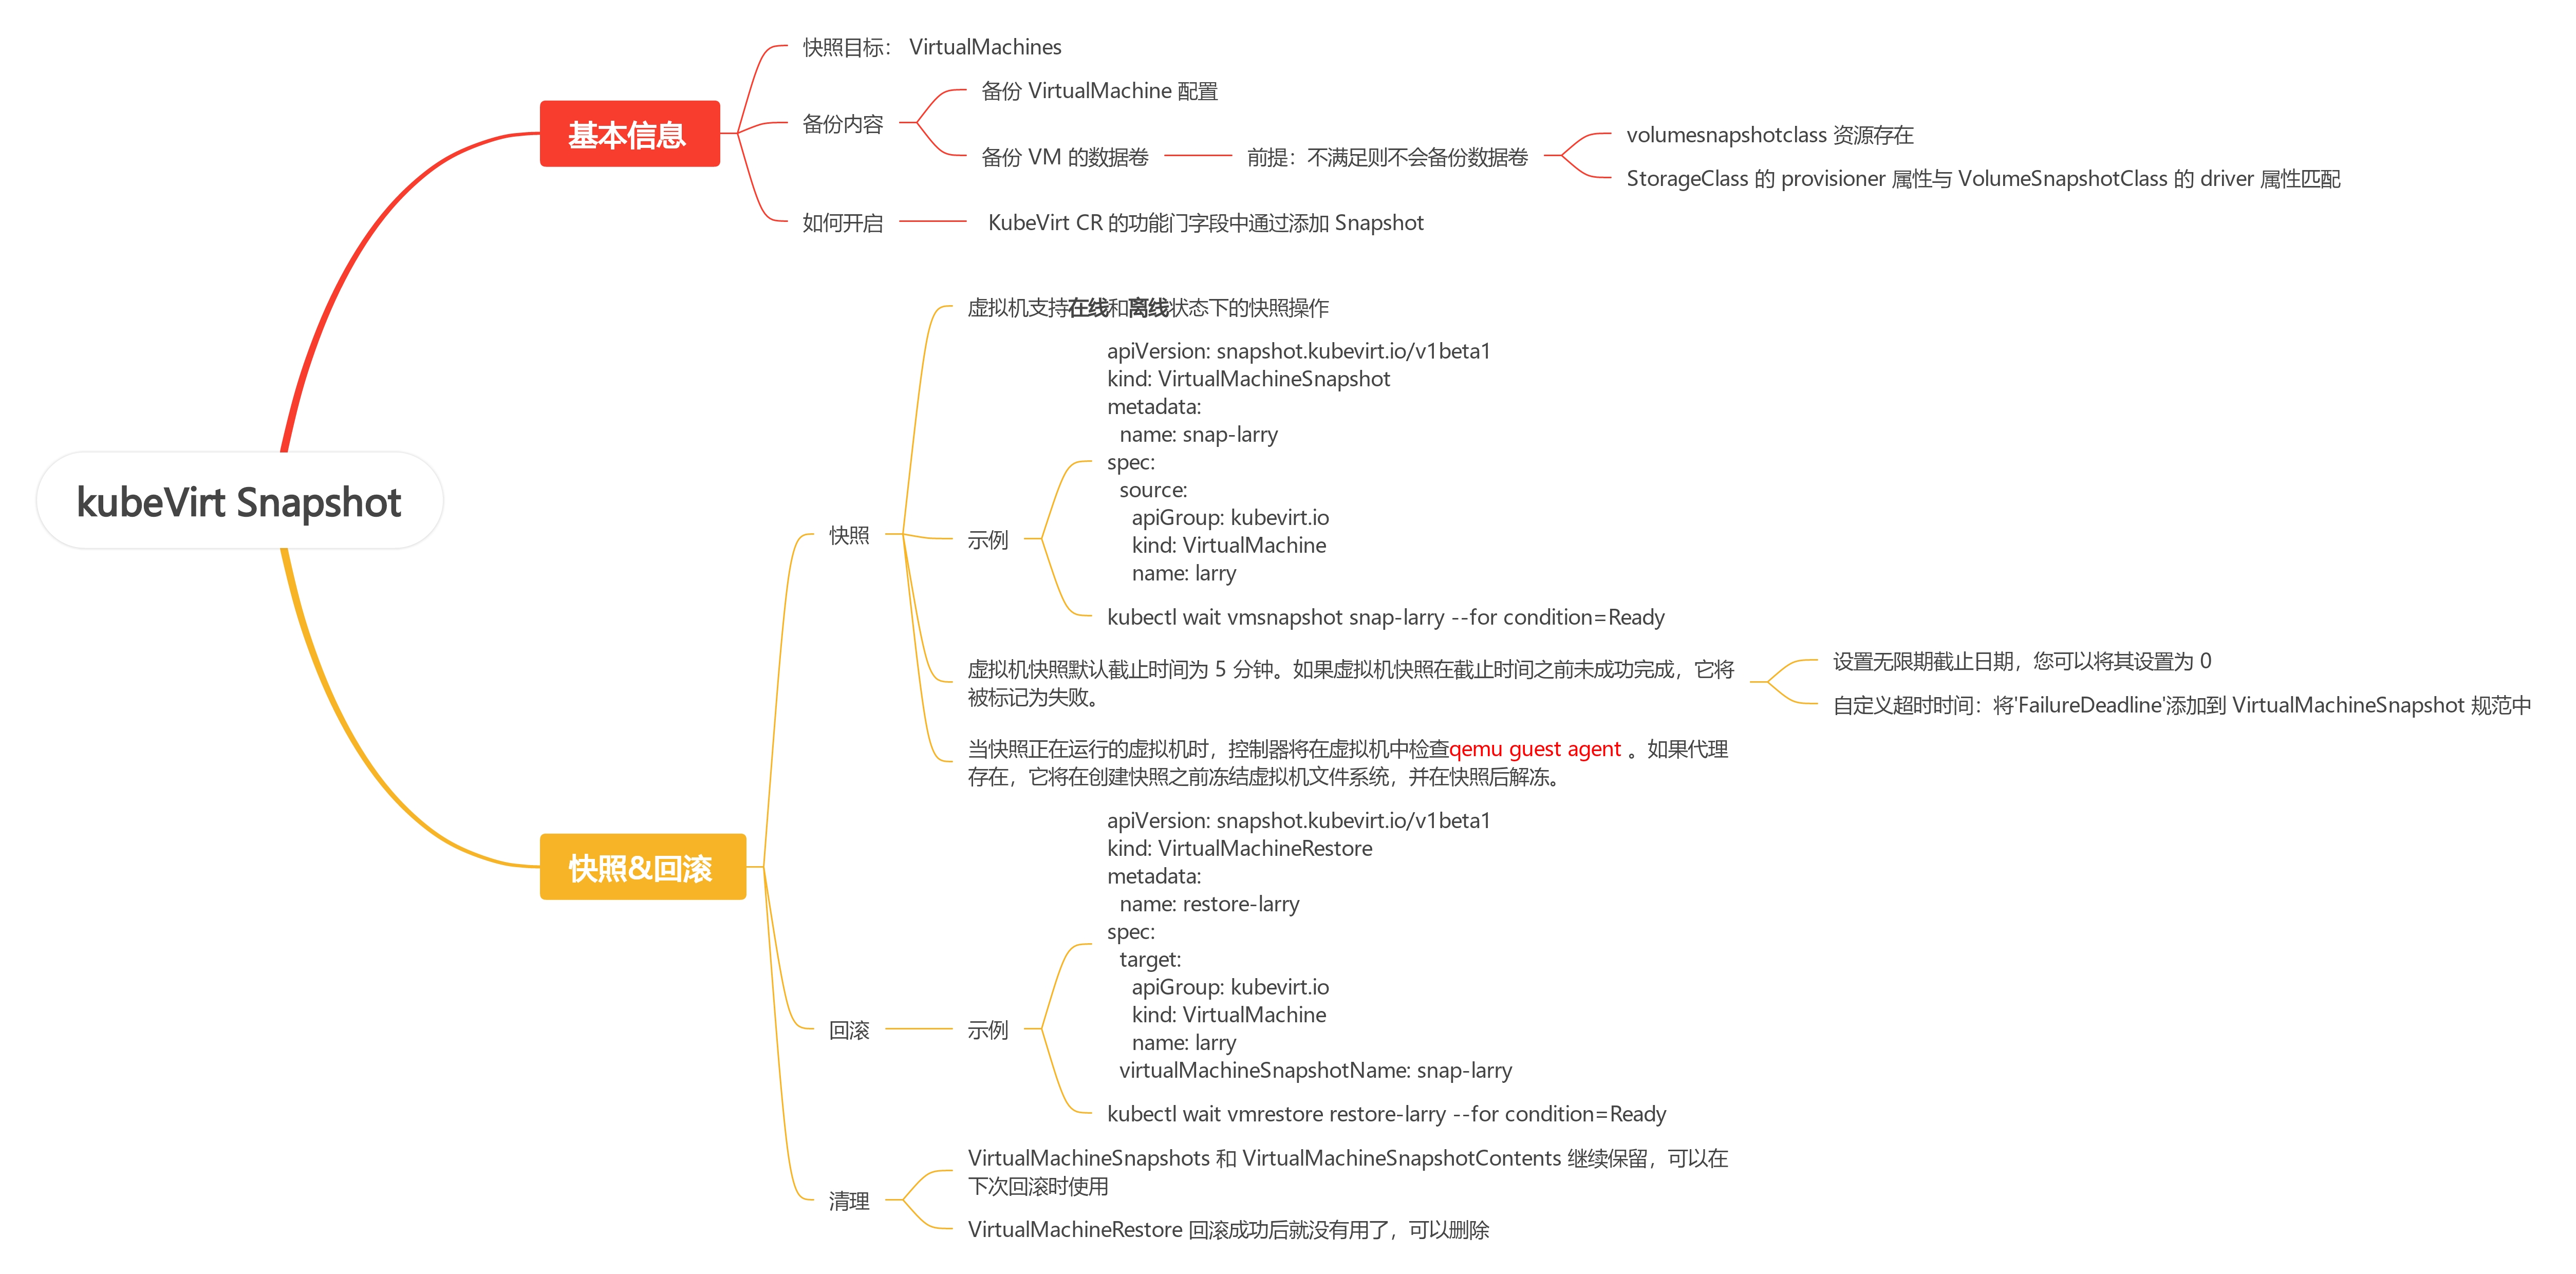 kubeVirt Snapshot
基本信息
快照目标： VirtualMachines
备份内容
备份 VirtualMachine 配置
备份 VM 的数据卷
前提：不满足则不会备份数据卷
volumesnapshotclass 资源存在
StorageClass 的 provisioner 属性与 VolumeSnapshotClass 的 driver 属性匹配
如何开启
KubeVirt CR 的功能门字段中通过添加 Snapshot
快照&回滚
快照
虚拟机支持在线和离线状态下的快照操作
示例
apiVersion: snapshot.kubevirt.io/v1beta1
kind: VirtualMachineSnapshot
metadata:
  name: snap-larry
spec:
  source:
    apiGroup: kubevirt.io
    kind: VirtualMachine
    name: larry
kubectl wait vmsnapshot snap-larry --for condition=Ready
虚拟机快照默认截止时间为 5 分钟。如果虚拟机快照在截止时间之前未成功完成，它将
被标记为失败。
设置无限期截止日期，您可以将其设置为 0
自定义超时时间：将'FailureDeadline'添加到 VirtualMachineSnapshot 规范中
当快照正在运行的虚拟机时，控制器将在虚拟机中检查qemu guest agent 。如果代理
存在，它将在创建快照之前冻结虚拟机文件系统，并在快照后解冻。
回滚
示例
apiVersion: snapshot.kubevirt.io/v1beta1
kind: VirtualMachineRestore
metadata:
  name: restore-larry
spec:
  target:
    apiGroup: kubevirt.io
    kind: VirtualMachine
    name: larry
  virtualMachineSnapshotName: snap-larry
kubectl wait vmrestore restore-larry --for condition=Ready
清理
VirtualMachineSnapshots 和 VirtualMachineSnapshotContents 继续保留，可以在
下次回滚时使用
VirtualMachineRestore 回滚成功后就没有用了，可以删除